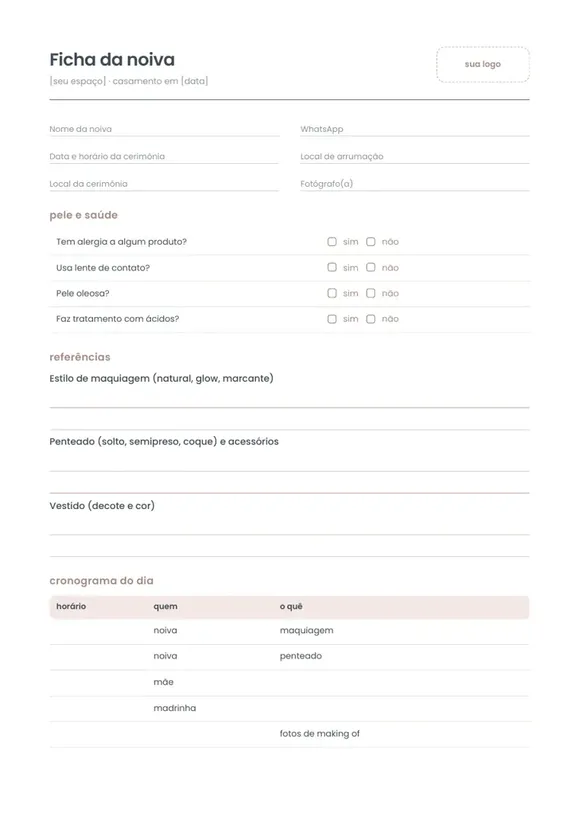 Ficha da noiva
sua logo
[seu espaço] · casamento em [data]
Nome da noiva
WhatsApp
Data e horário da cerimônia
Local de arrumação
Local da cerimônia
Fotógrafo(a)
pele e saúde
Tem alergia a algum produto? sim não
Usa lente de contato? sim não
Pele oleosa? sim não
Faz tratamento com ácidos? sim não
referências
Estilo de maquiagem (natural, glow, marcante)
Penteado (solto, semipreso, coque) e acessórios
Vestido (decote e cor)
cronograma do dia
horário quem o quê
noiva maquiagem
noiva penteado
mãe
madrinha
fotos de making of